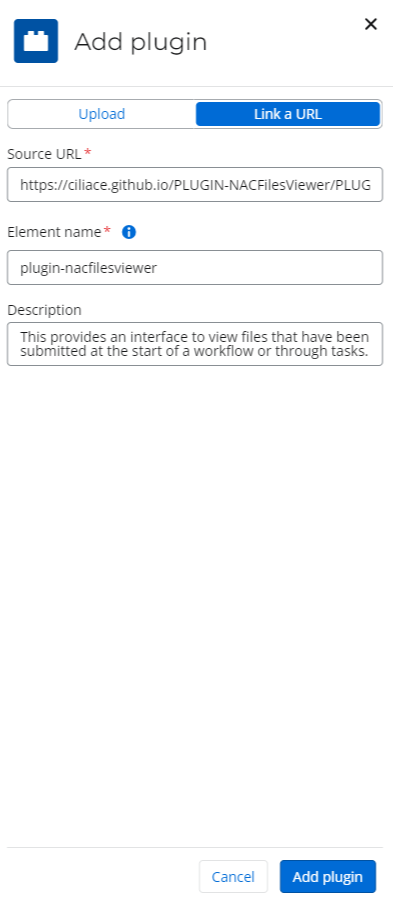 Add plugin
Upload
Link a URL
Source URL*
https://ciliace.github.io/PLUGIN-NACFilesViewer/PLUG
Element name*
plugin-nacfilesviewer
Description
This provides an interface to view files that have been
submitted at the start of a workflow or through tasks.
Cancel
Add plugin